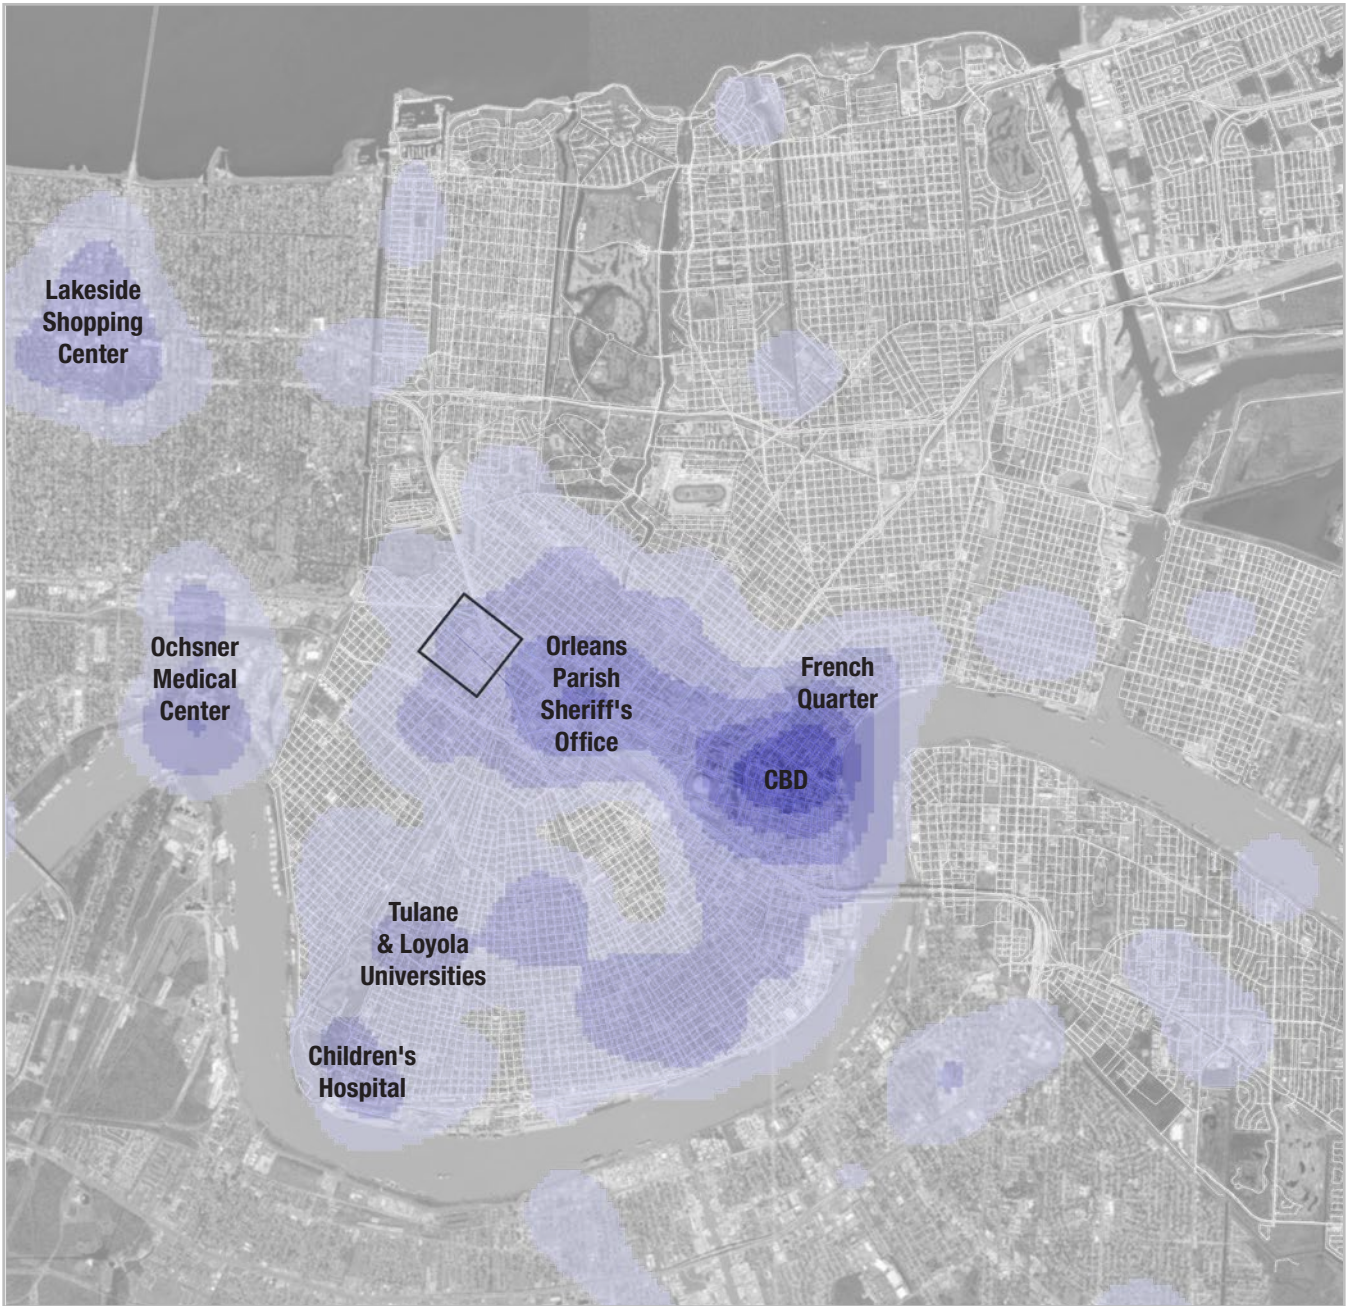 Lakeside
Shopping
Center
Ochsner
Medical
Center
Orleans
Parish
Sheriff's
Office
French
Quarter
CBD
Tulane
& Loyola
Universities
Children's
Hospital